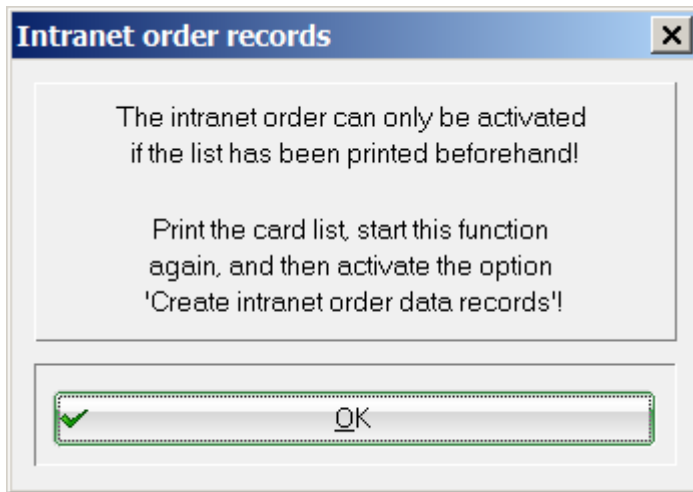 Intranet order records
The intranet order can only be activated
if the list has been printed beforehand!
Print the card list, start this function
again, and then activate the option
'Create intranet order data records'!
OK